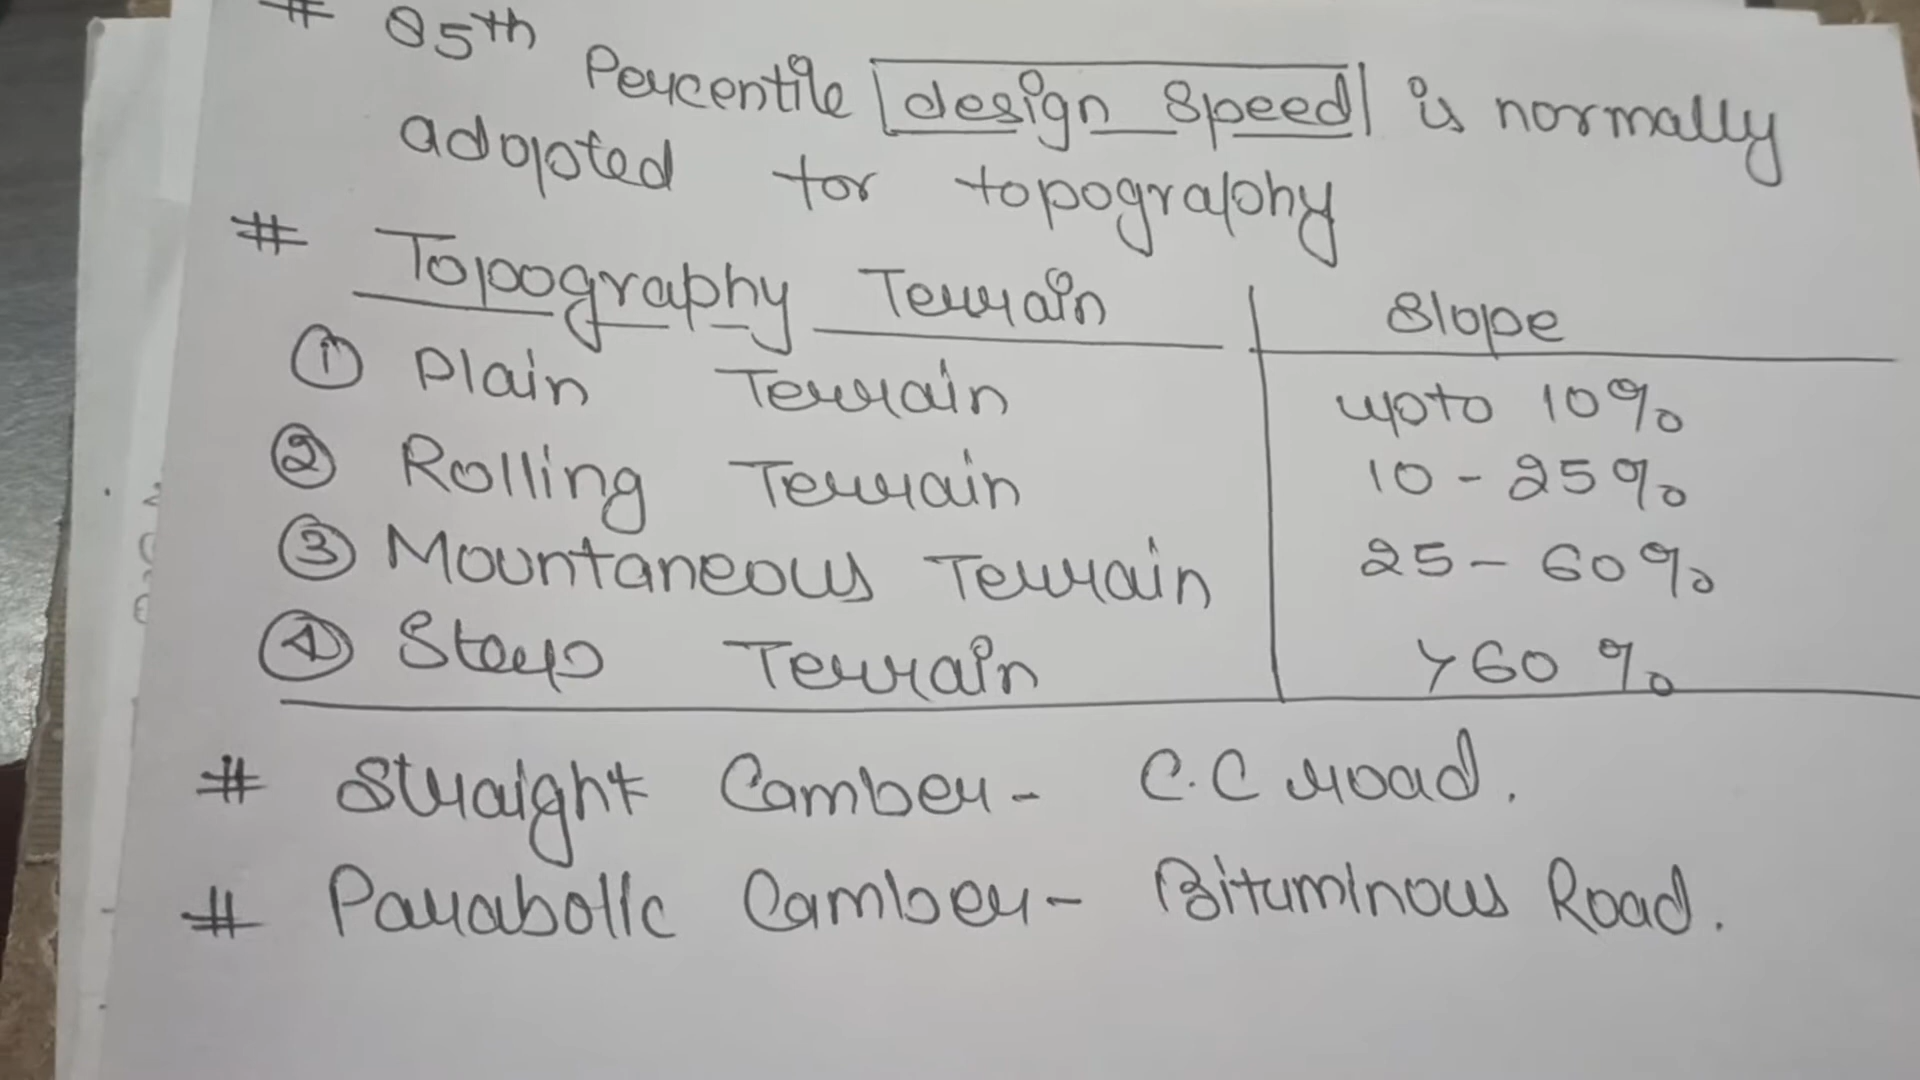 # 85th Percentile design speed is normally
adopted for topography
# Topography Terrain | Slope
① Plain Terrain | upto 10%
② Rolling Terrain | 10 - 25%
③ Mountaneous Terrain | 25 - 60%
④ Steep Terrain | >60%
# Straight Camber - C.C road.
# Parabolic Camber - Bituminous Road.